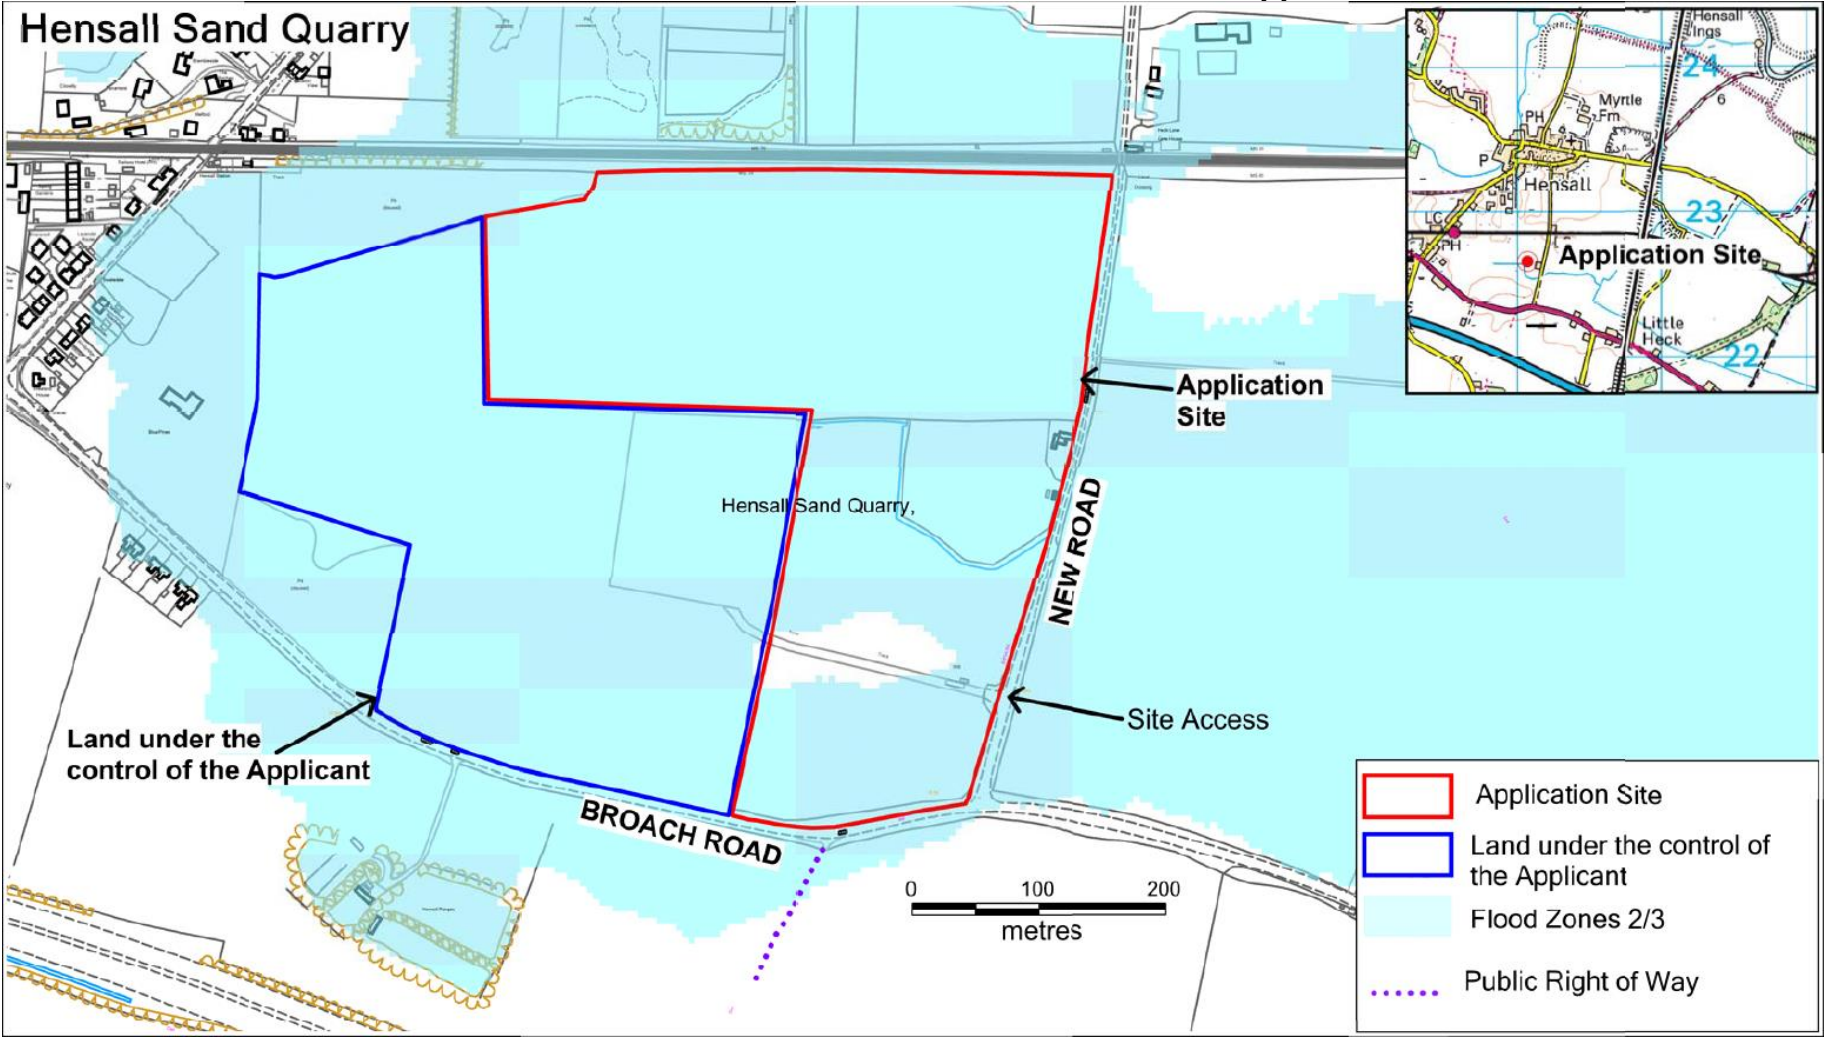 Hensall Sand Quarry
Hensall
Ings
24
6
Myrtle
Fm
PH
P
Hensall
23
LC
PH
Application Site
Little
Heck
22
Application
Site
Hensall Sand Quarry,
NEW ROAD
Site Access
Land under the
control of the Applicant
BROACH ROAD
0 100 200
metres
Application Site
Land under the control of
the Applicant
Flood Zones 2/3
Public Right of Way